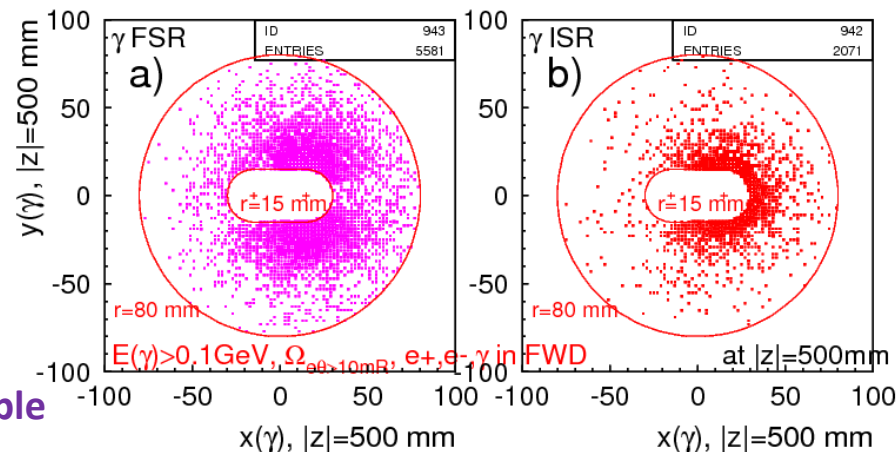 γ FSR
ID 943
ENTRIES 5581
a)
γ ISR
ID 942
ENTRIES 2071
b)
y(γ), |z|=500 mm
100
50
0
-50
-100
r=15 mm
r=80 mm
r=15 mm
r=80 mm
E(γ)>0.1GeV, Ωeθ>10mR, e+,e-,γ in FWD
at |z|=500mm
100
50
0
-50
-100
-100 -50 0 50 100
-100 -50 0 50 100
x(γ), |z|=500 mm
x(γ), |z|=500 mm